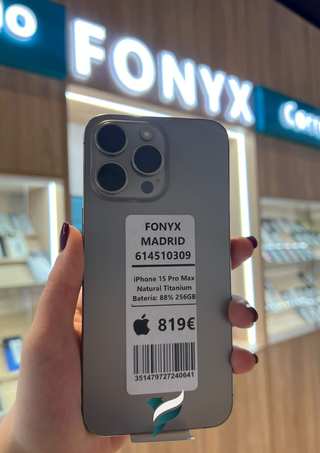 FONYX
FONYX
MADRID
614510309
iPhone 15 Pro Max
Natural Titanium
Bateria: 88% 256GB
819€
351479727240641